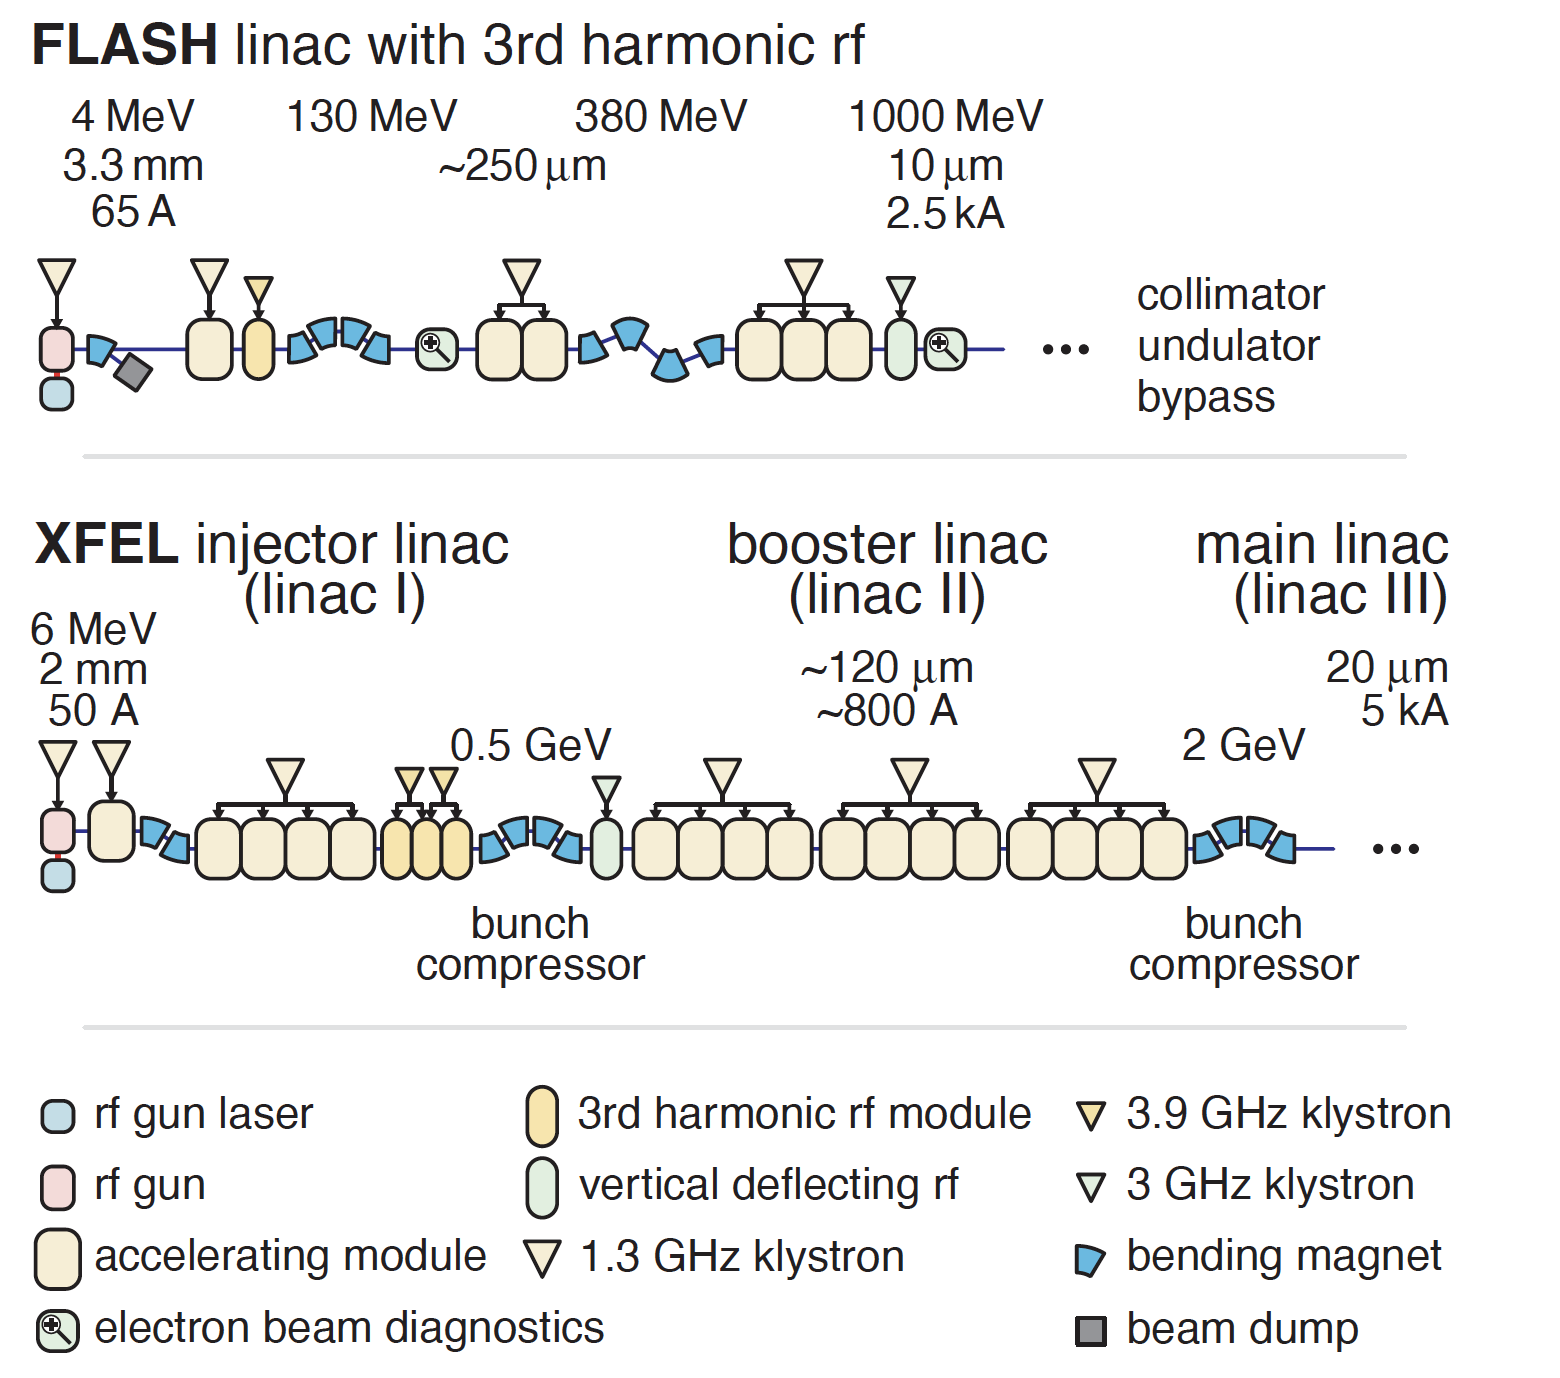 FLASH linac with 3rd harmonic rf
4 MeV 130 MeV 380 MeV 1000 MeV
3.3 mm ~250 μm 10 μm
65 A 2.5 kA
collimator
undulator
bypass
XFEL injector linac booster linac main linac
(linac I) (linac II) (linac III)
6 MeV
2 mm ~120 μm 20 μm
50 A ~800 A 5 kA
0.5 GeV 2 GeV
bunch bunch
compressor compressor
rf gun laser 3rd harmonic rf module 3.9 GHz klystron
rf gun vertical deflecting rf 3 GHz klystron
accelerating module 1.3 GHz klystron bending magnet
electron beam diagnostics beam dump